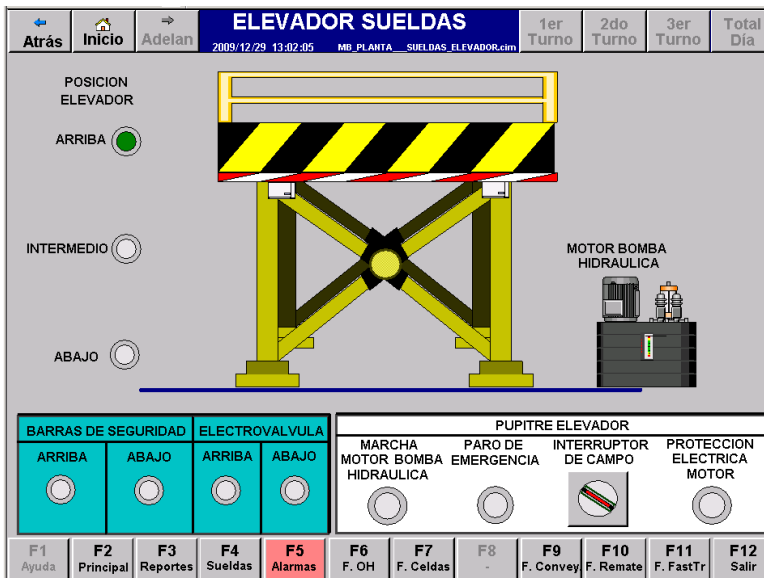 Atrás
Inicio
Adelan
ELEVADOR SUELDAS
2009/12/29 13:02:05 MB_PLANTA___SUELDAS_ELEVADOR.cim
1er
Turno
2do
Turno
3er
Turno
Total
Día
POSICION
ELEVADOR
ARRIBA
INTERMEDIO
ABAJO
MOTOR BOMBA
HIDRAULICA
BARRAS DE SEGURIDAD
ARRIBA
ABAJO
ELECTROVALVULA
ARRIBA
ABAJO
PUPITRE ELEVADOR
MARCHA
MOTOR BOMBA
HIDRAULICA
PARO DE
EMERGENCIA
INTERRUPTOR
DE CAMPO
PROTECCION
ELECTRICA
MOTOR
F1
Ayuda
F2
Principal
F3
Reportes
F4
Sueldas
F5
Alarmas
F6
F. OH
F7
F. Celdas
F8
-
F9
F. Convey.
F10
F. Remate
F11
F. FastTr
F12
Salir